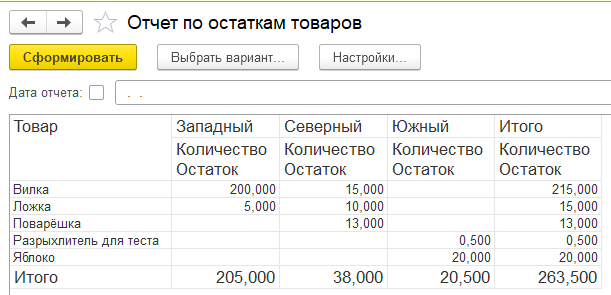 Отчет по остаткам товаров
Сформировать Выбрать вариант... Настройки...
Дата отчета: . .
Товар Западный Северный Южный Итого
Количество Количество Количество Количество
Остаток Остаток Остаток Остаток
Вилка 200,000 15,000 215,000
Ложка 5,000 10,000 15,000
Поварёшка 13,000 13,000
Разрыхлитель для теста 0,500 0,500
Яблоко 20,000 20,000
Итого 205,000 38,000 20,500 263,500